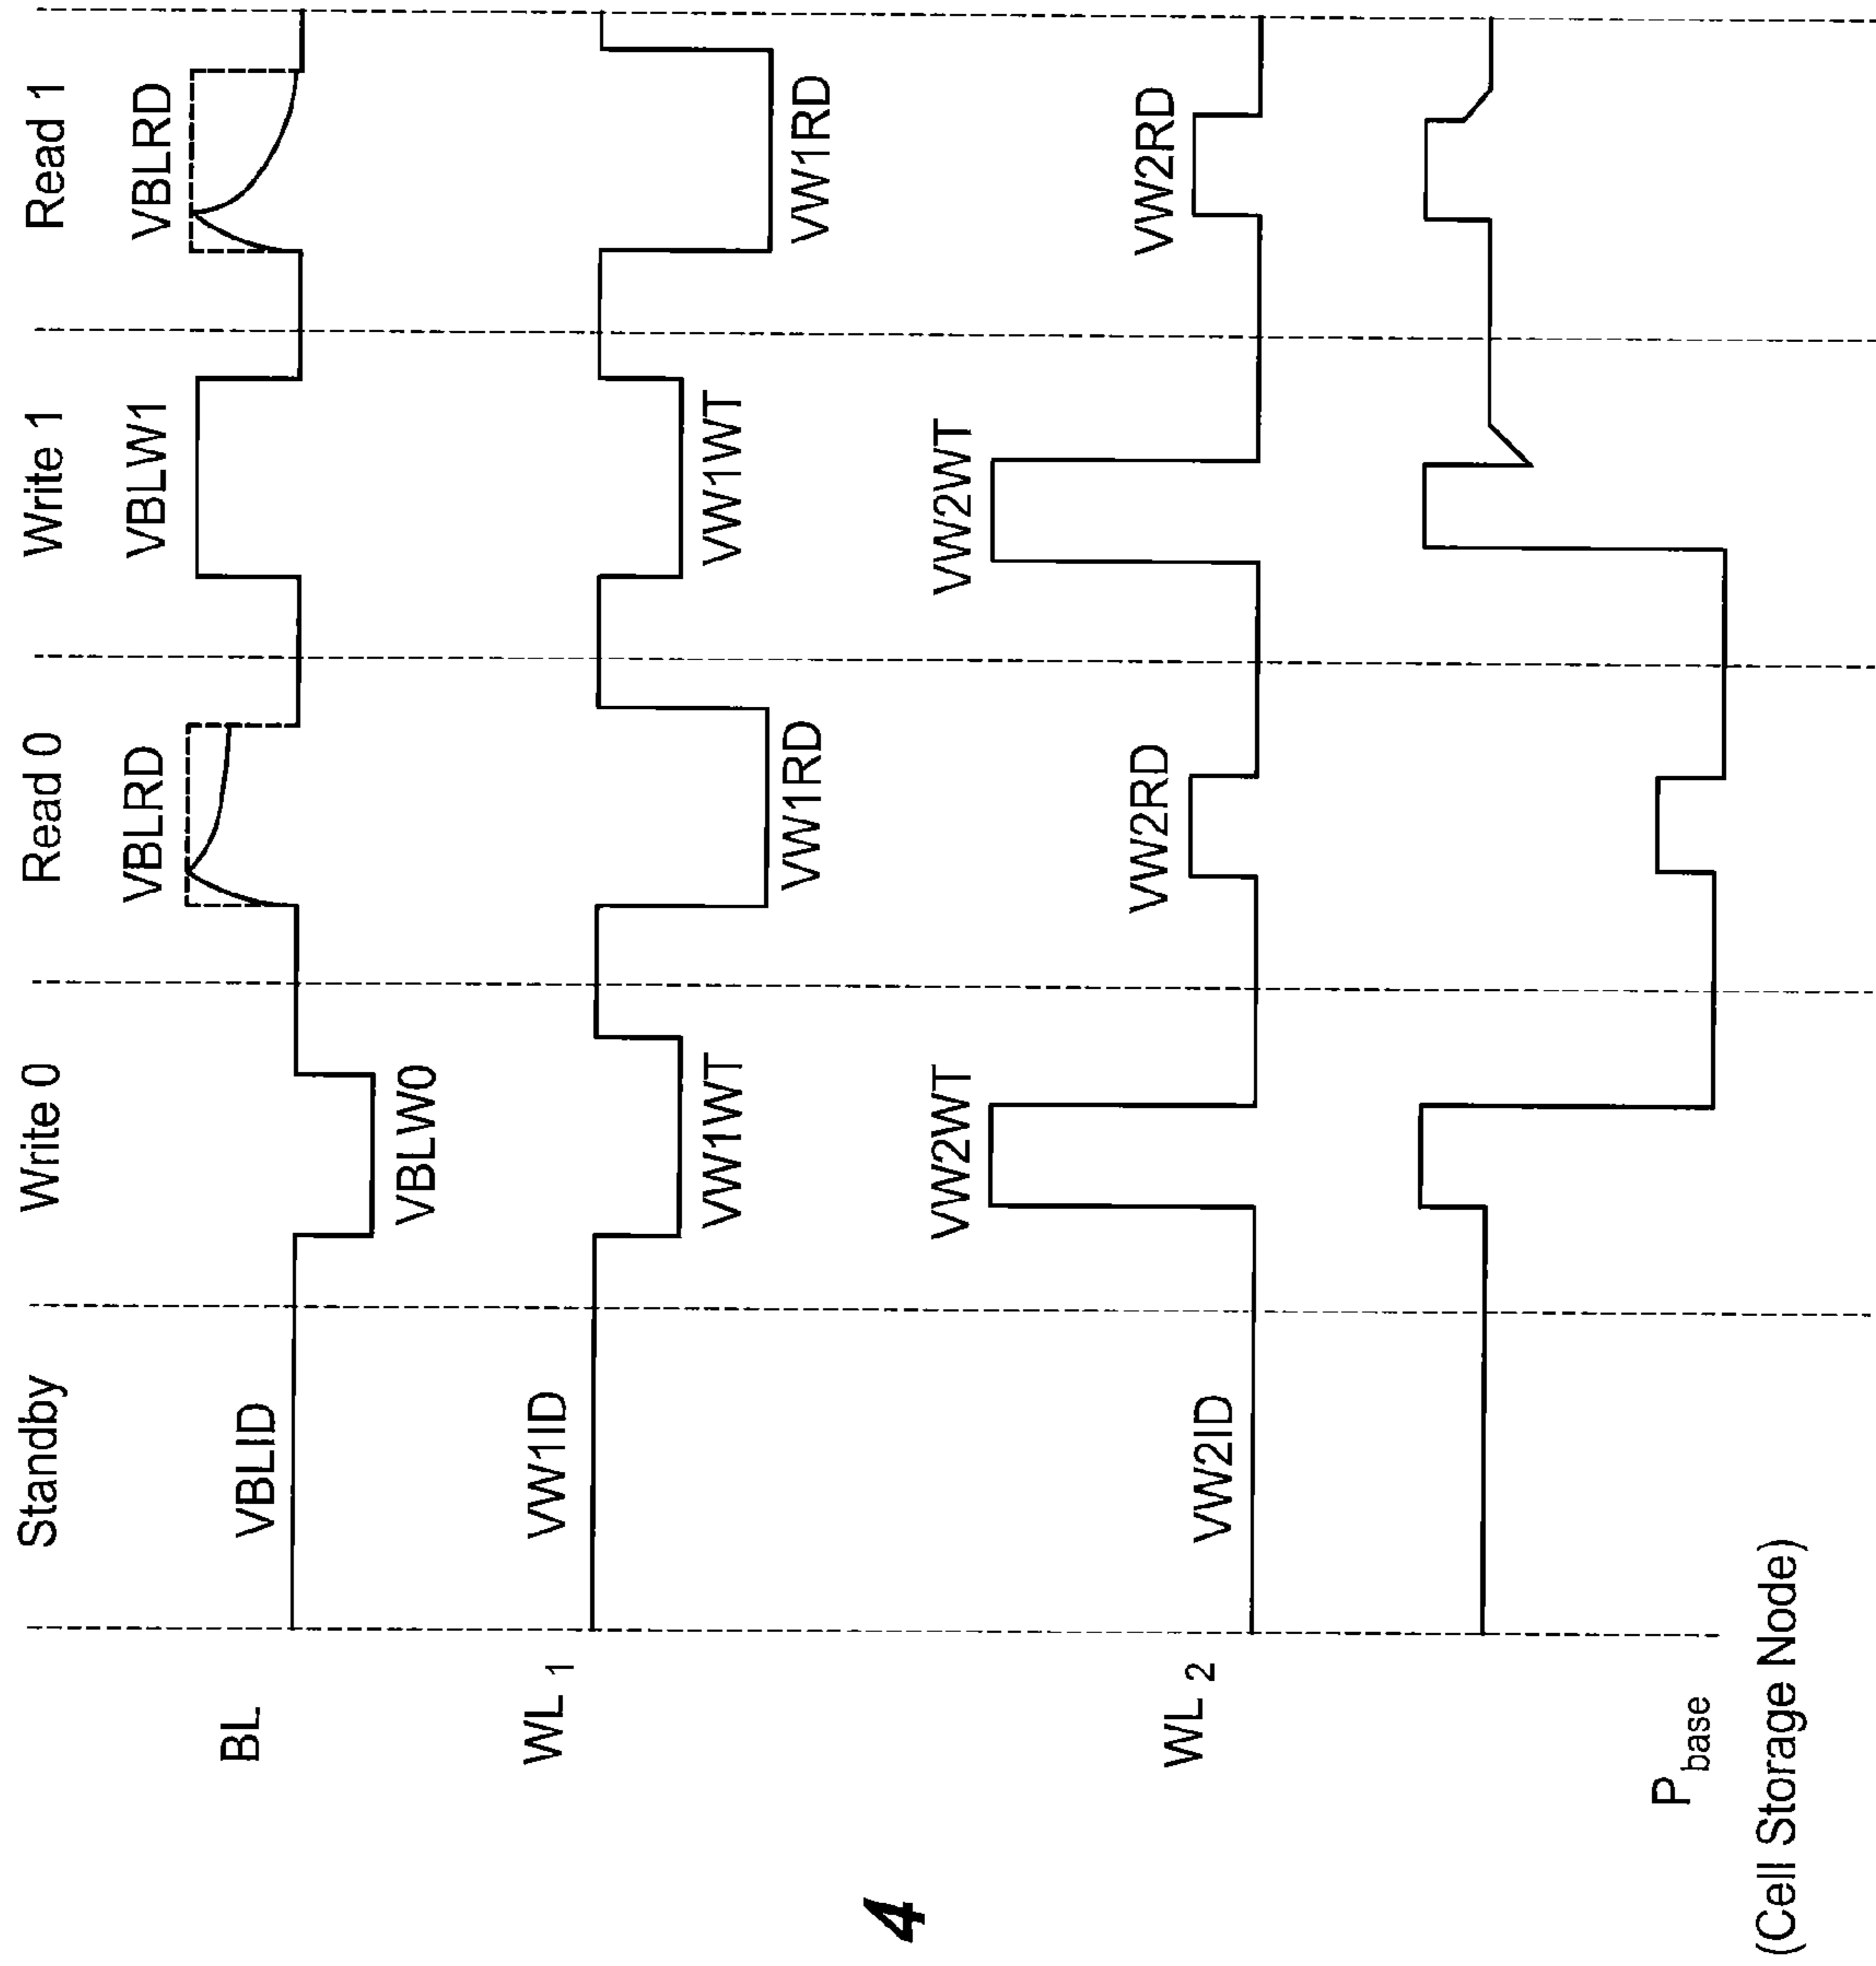 Standby Write 0 Read 0 Write 1 Read 1
BL VBLID VBLW0 VBLRD VBLW1 VBLRD
WL 1 VW1ID VW1WT VW1RD VW1WT VW1RD
WL 2 VW2ID VW2WT VW2RD VW2WT VW2RD
P base
(Cell Storage Node)
4